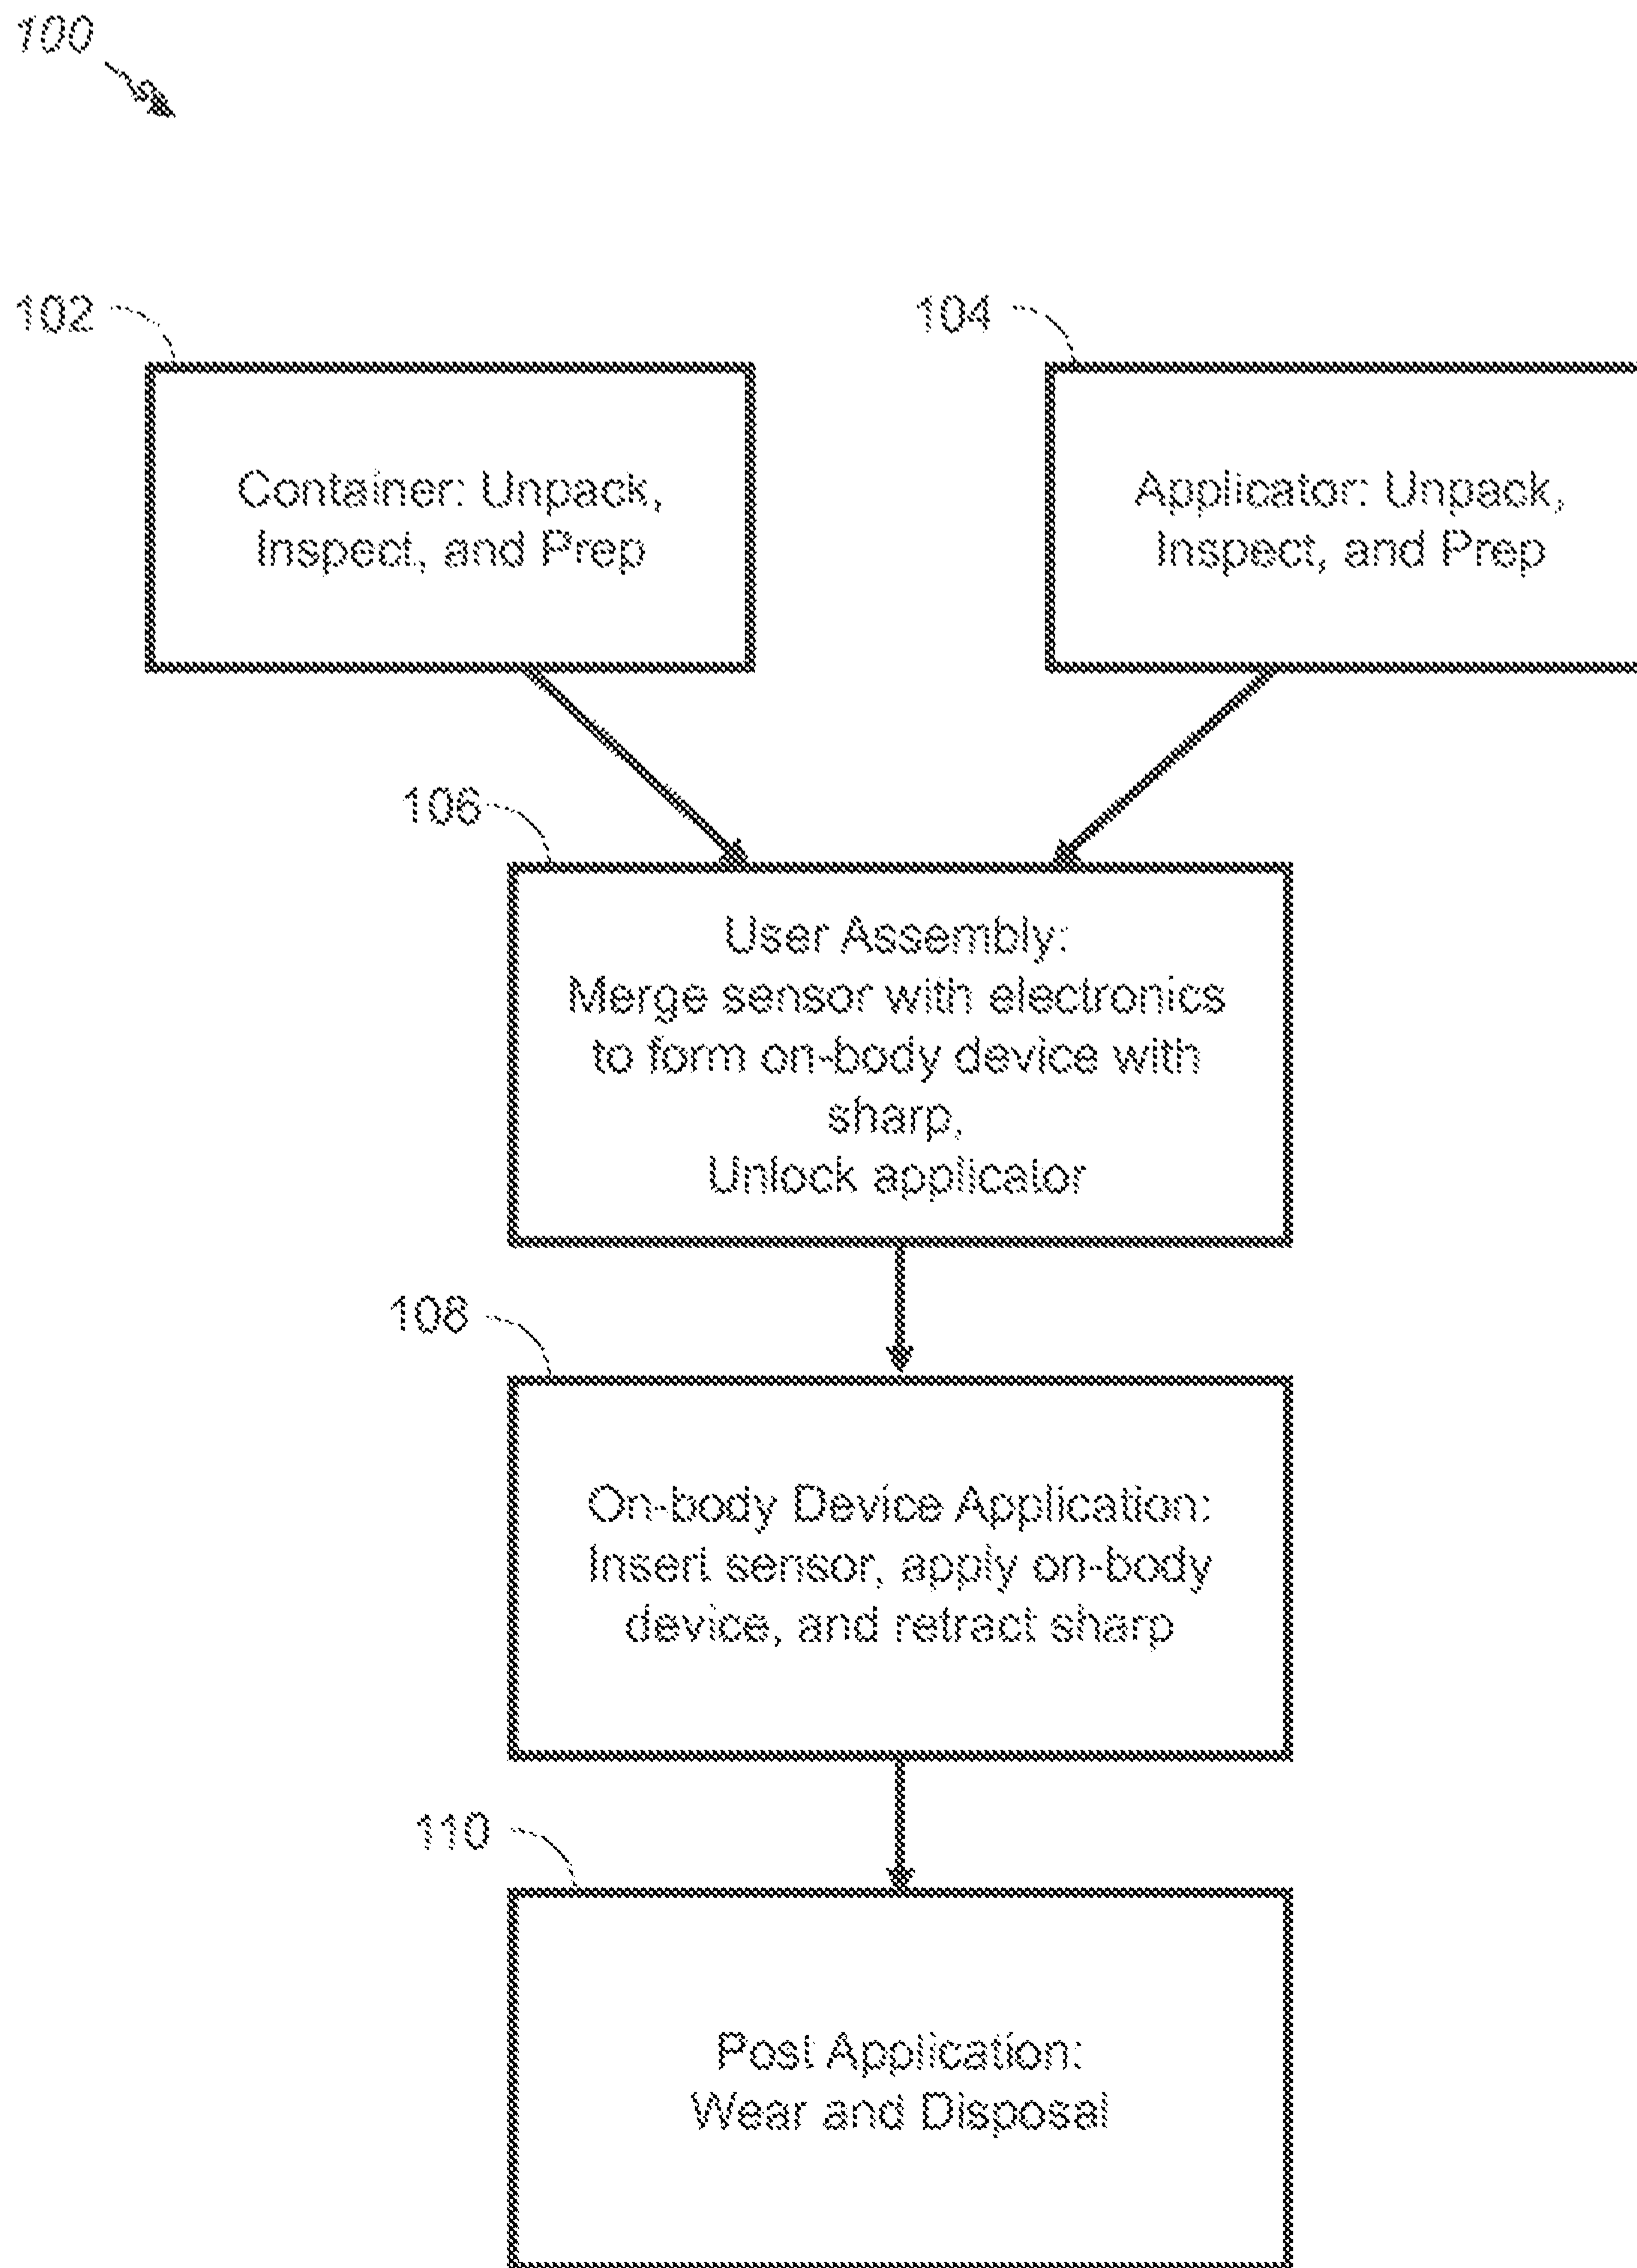 100
102
104
Container: Unpack,
Inspect, and Prep
Applicator: Unpack,
Inspect, and Prep
106
User Assembly:
Merge sensor with electronics
to form on-body device with
sharp,
Unlock applicator
108
On-body Device Application:
Insert sensor, apply on-body
device, and retract sharp
110
Post Application:
Wear and Disposal